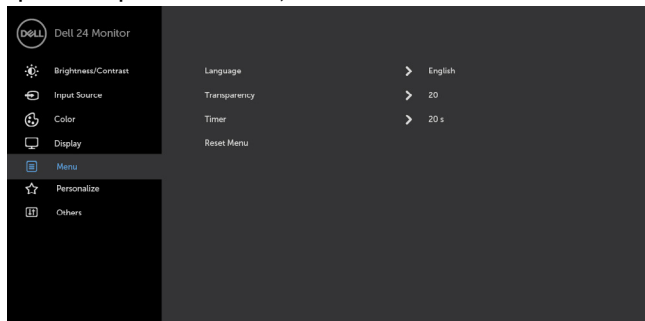 DELL Dell 24 Monitor
Brightness/Contrast Language English
Input Source Transparency 20
Color Timer 20 s
Display Reset Menu
Menu
Personalize
Others